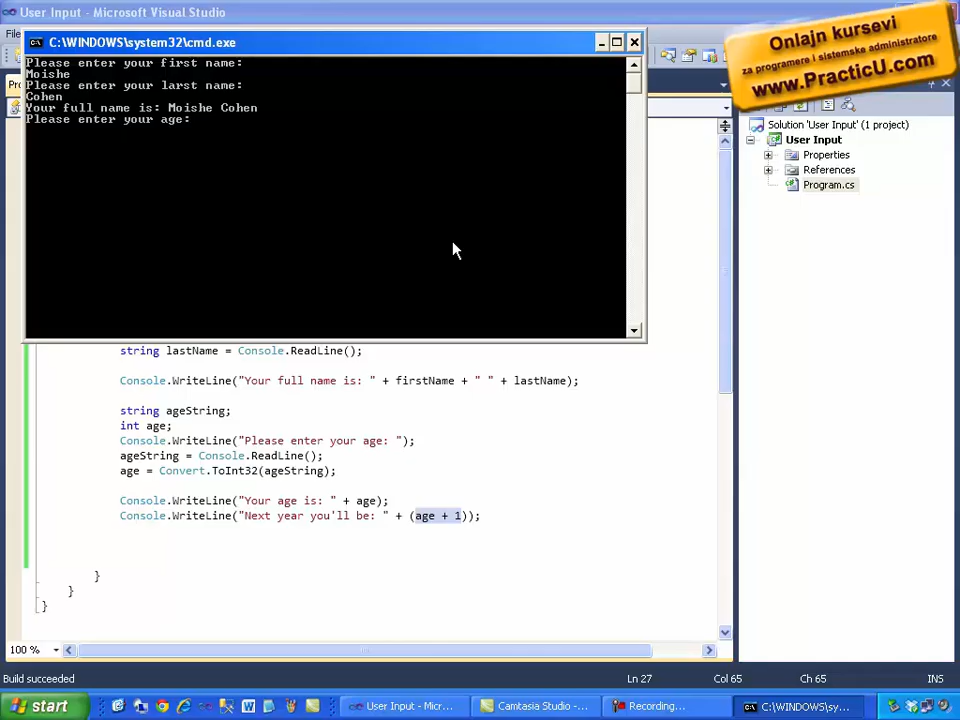 User Input - Microsoft Visual Studio
C:\WINDOWS\system32\cmd.exe
Please enter your first name:
Moishe
Please enter your larst name:
Cohen
Your full name is: Moishe Cohen
Please enter your age:
Onlajn kursevi
za programere i sistemske administratore
www.PracticU.com
Solution 'User Input' (1 project)
User Input
Properties
References
Program.cs
string lastName = Console.ReadLine();
Console.WriteLine("Your full name is: " + firstName + " " + lastName);
string ageString;
int age;
Console.WriteLine("Please enter your age: ");
ageString = Console.ReadLine();
age = Convert.ToInt32(ageString);
Console.WriteLine("Your age is: " + age);
Console.WriteLine("Next year you'll be: " + (age + 1));
}
}
}
100 %
Build succeeded
Ln 27
Col 65
Ch 65
INS
start
User Input - Micr...
Camtasia Studio -...
Recording...
C:\WINDOWS\sy...